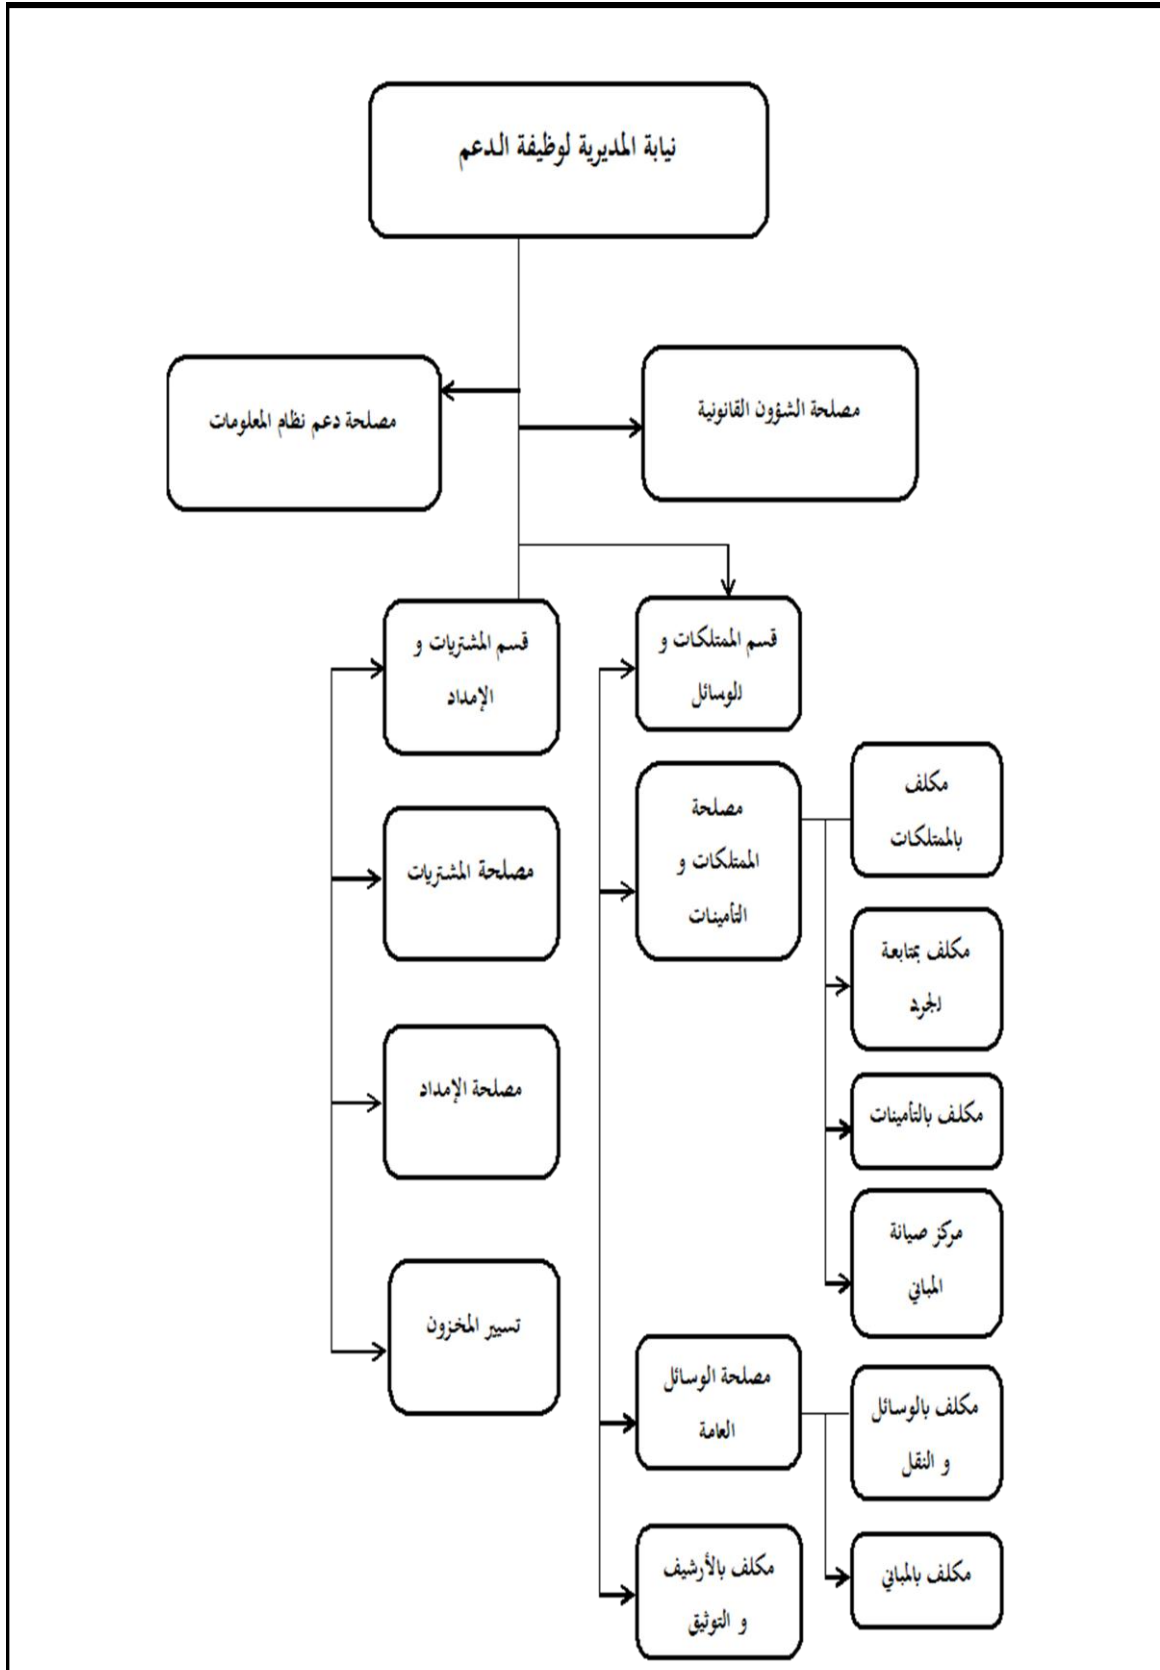 نيابة المديرية لوظيفة الدعم
مصلحة الشؤون القانونية
مصلحة دعم نظام المعلومات
قسم الممتلكات و
الوسائل
قسم المشتريات و
الإمداد
مكلف
بالممتلكات
مصلحة
الممتلكات و
التأمينات
مصلحة المشتريات
مكلف بمتابعة
الجرد
مصلحة الإمداد
مكلف بالتأمينات
مركز صيانة
المباني
تسيير المخزون
مصلحة الوسائل
العامة
مكلف بالوسائل
و النقل
مكلف بالأرشيف
و التوثيق
مكلف بالمباني